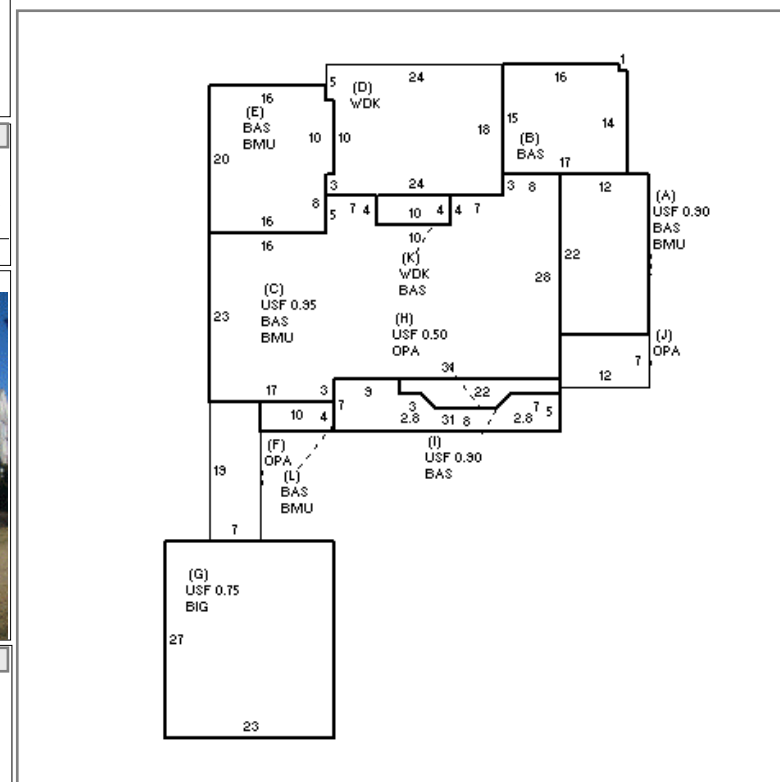 1
24
16
5
(D)
WDK
16
(E)
BAS
BMU
15
14
18
10
10
(B)
BAS
20
17
3
24
3
8
12
(A)
USF 0.90
BAS
BMU
8
5
7
4
10
4
4
7
16
16
10
22
(K)
WDK
BAS
28
(C)
USF 0.95
BAS
BMU
23
(H)
USF 0.50
OPA
(J)
OPA
7
34
12
17
3
9
22
7
3
7
5
10
4
2.8
31
8
2.8
(F)
OPA
(I)
USF 0.90
BAS
19
(L)
BAS
BMU
7
(G)
USF 0.75
BIG
27
23